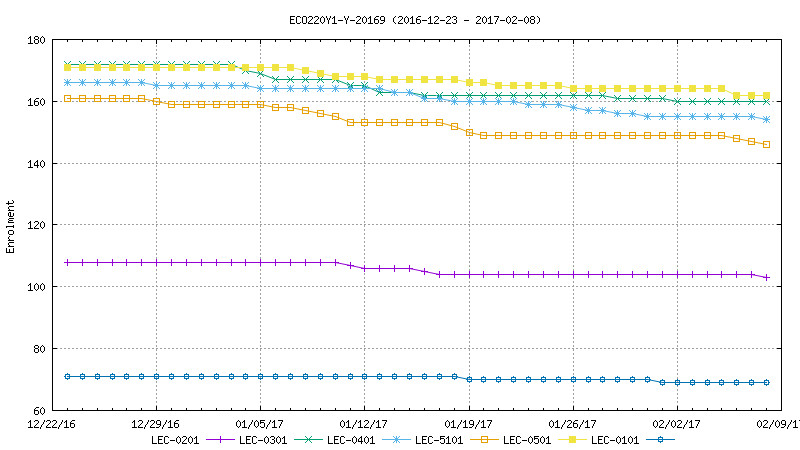 ECO220Y1-Y-20169 (2016-12-23 - 2017-02-08)
180
160
140
120
100
80
60
Enrolment
12/22/16 12/29/16 01/05/17 01/12/17 01/19/17 01/26/17 02/02/17 02/09/17
LEC-0201 LEC-0301 LEC-0401 LEC-5101 LEC-0501 LEC-0101